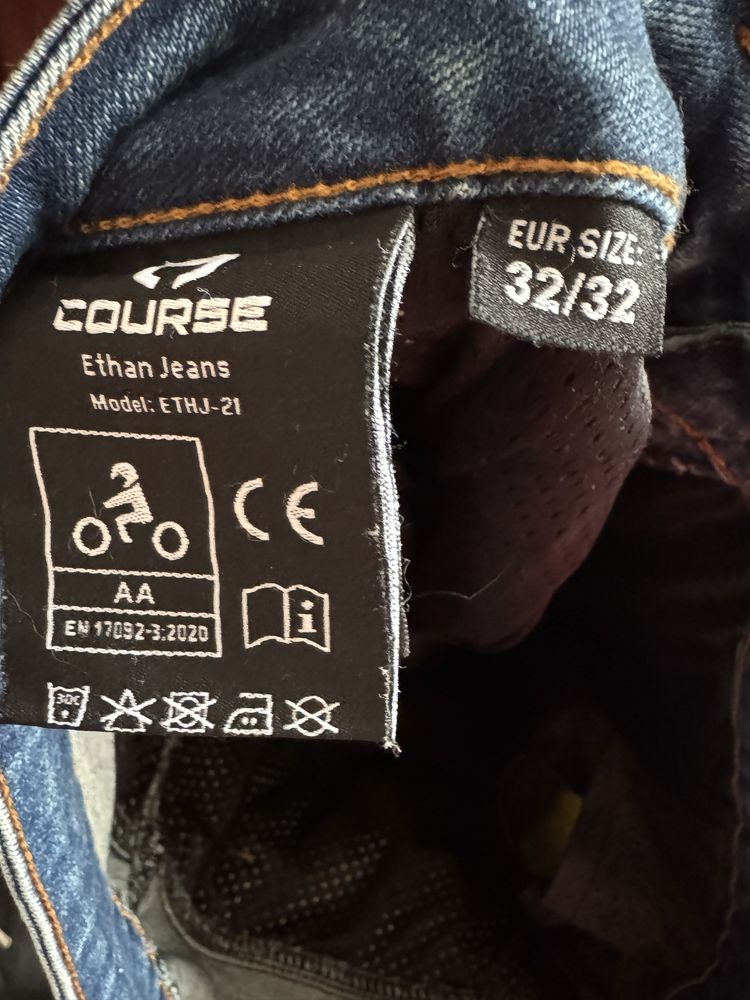 COURSE
Ethan Jeans
Model: ETHJ-21
AA
EN 17092-3:2020
CE
i
30C
EUR SIZE:
32/32